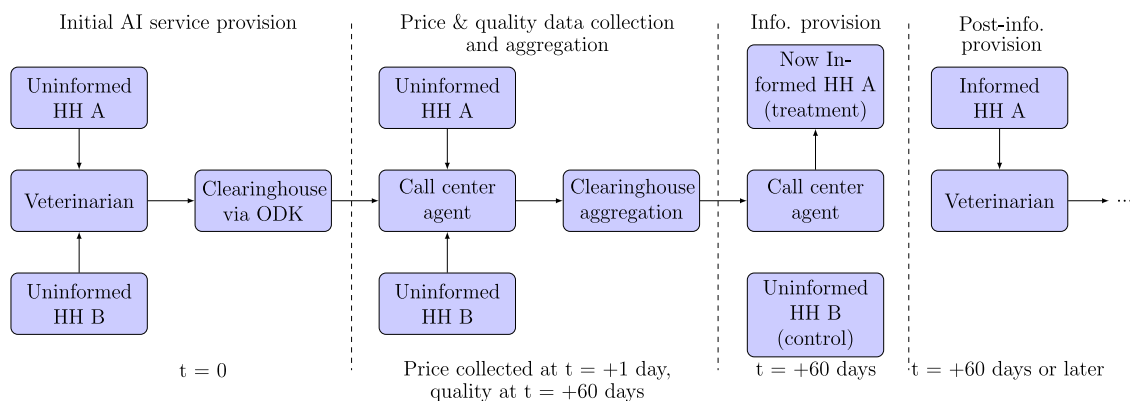 Initial AI service provision
Uninformed
HH A
Veterinarian
Clearinghouse
via ODK
Uninformed
HH B
t = 0
Price & quality data collection
and aggregation
Uninformed
HH A
Call center
agent
Clearinghouse
aggregation
Uninformed
HH B
Price collected at t = +1 day,
quality at t = +60 days
Info. provision
Now In-
formed HH A
(treatment)
Call center
agent
Uninformed
HH B
(control)
t = +60 days
Post-info.
provision
Informed
HH A
Veterinarian
...
t = +60 days or later